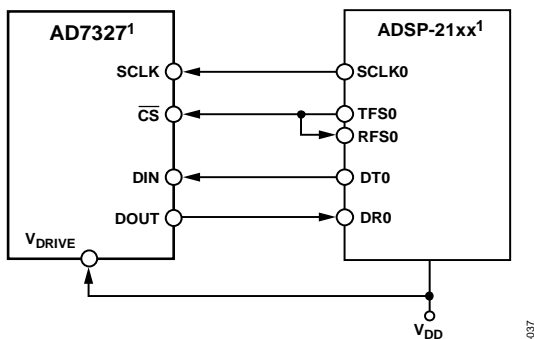 AD7327¹
ADSP-21xx¹
SCLK
SCLK0
CS
TFS0
RFS0
DIN
DT0
DOUT
DR0
VDRIVE
VDD
-037